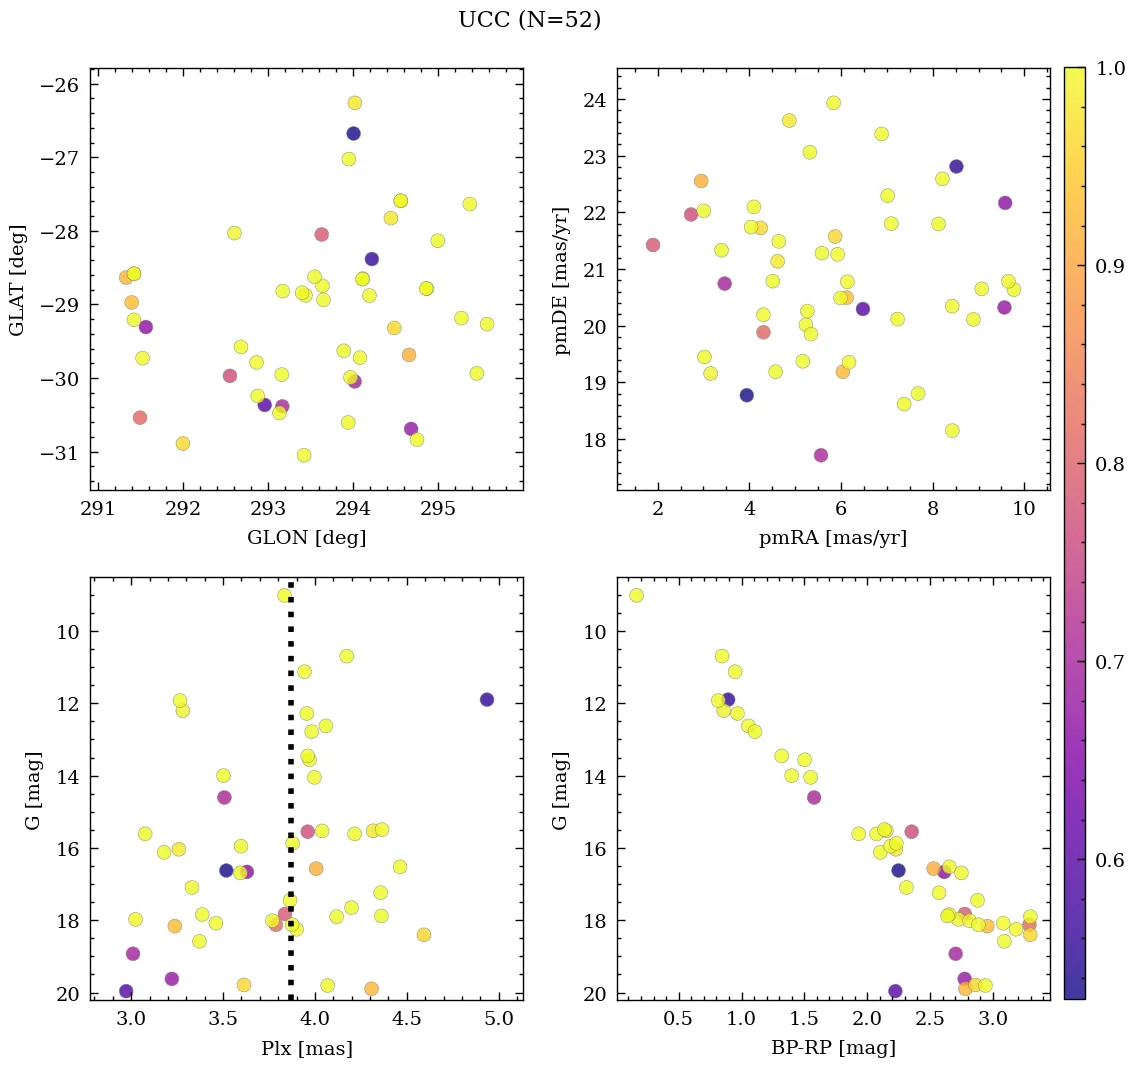 UCC (N=52)
−26
−27
−28
−29
−30
−31
GLAT [deg]
291 292 293 294 295
GLON [deg]
24
23
22
21
20
19
18
pmDE [mas/yr]
2 4 6 8 10
pmRA [mas/yr]
1.0
0.9
0.8
0.7
0.6
10
12
14
16
18
20
G [mag]
3.0 3.5 4.0 4.5 5.0
Plx [mas]
10
12
14
16
18
20
G [mag]
0.5 1.0 1.5 2.0 2.5 3.0
BP-RP [mag]